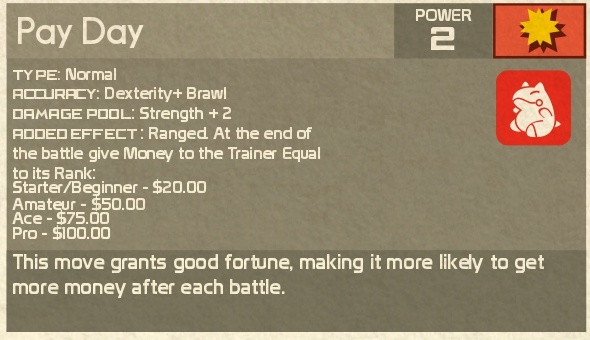 Pay Day
POWER
2
TYPE: Normal
ACCURACY: Dexterity+ Brawl
DAMAGE POOL: Strength + 2
ADDED EFFECT: Ranged. At the end of
the battle give Money to the Trainer Equal
to its Rank:
Starter/Beginner - $20.00
Amateur - $50.00
Ace - $75.00
Pro - $100.00
This move grants good fortune, making it more likely to get
more money after each battle.